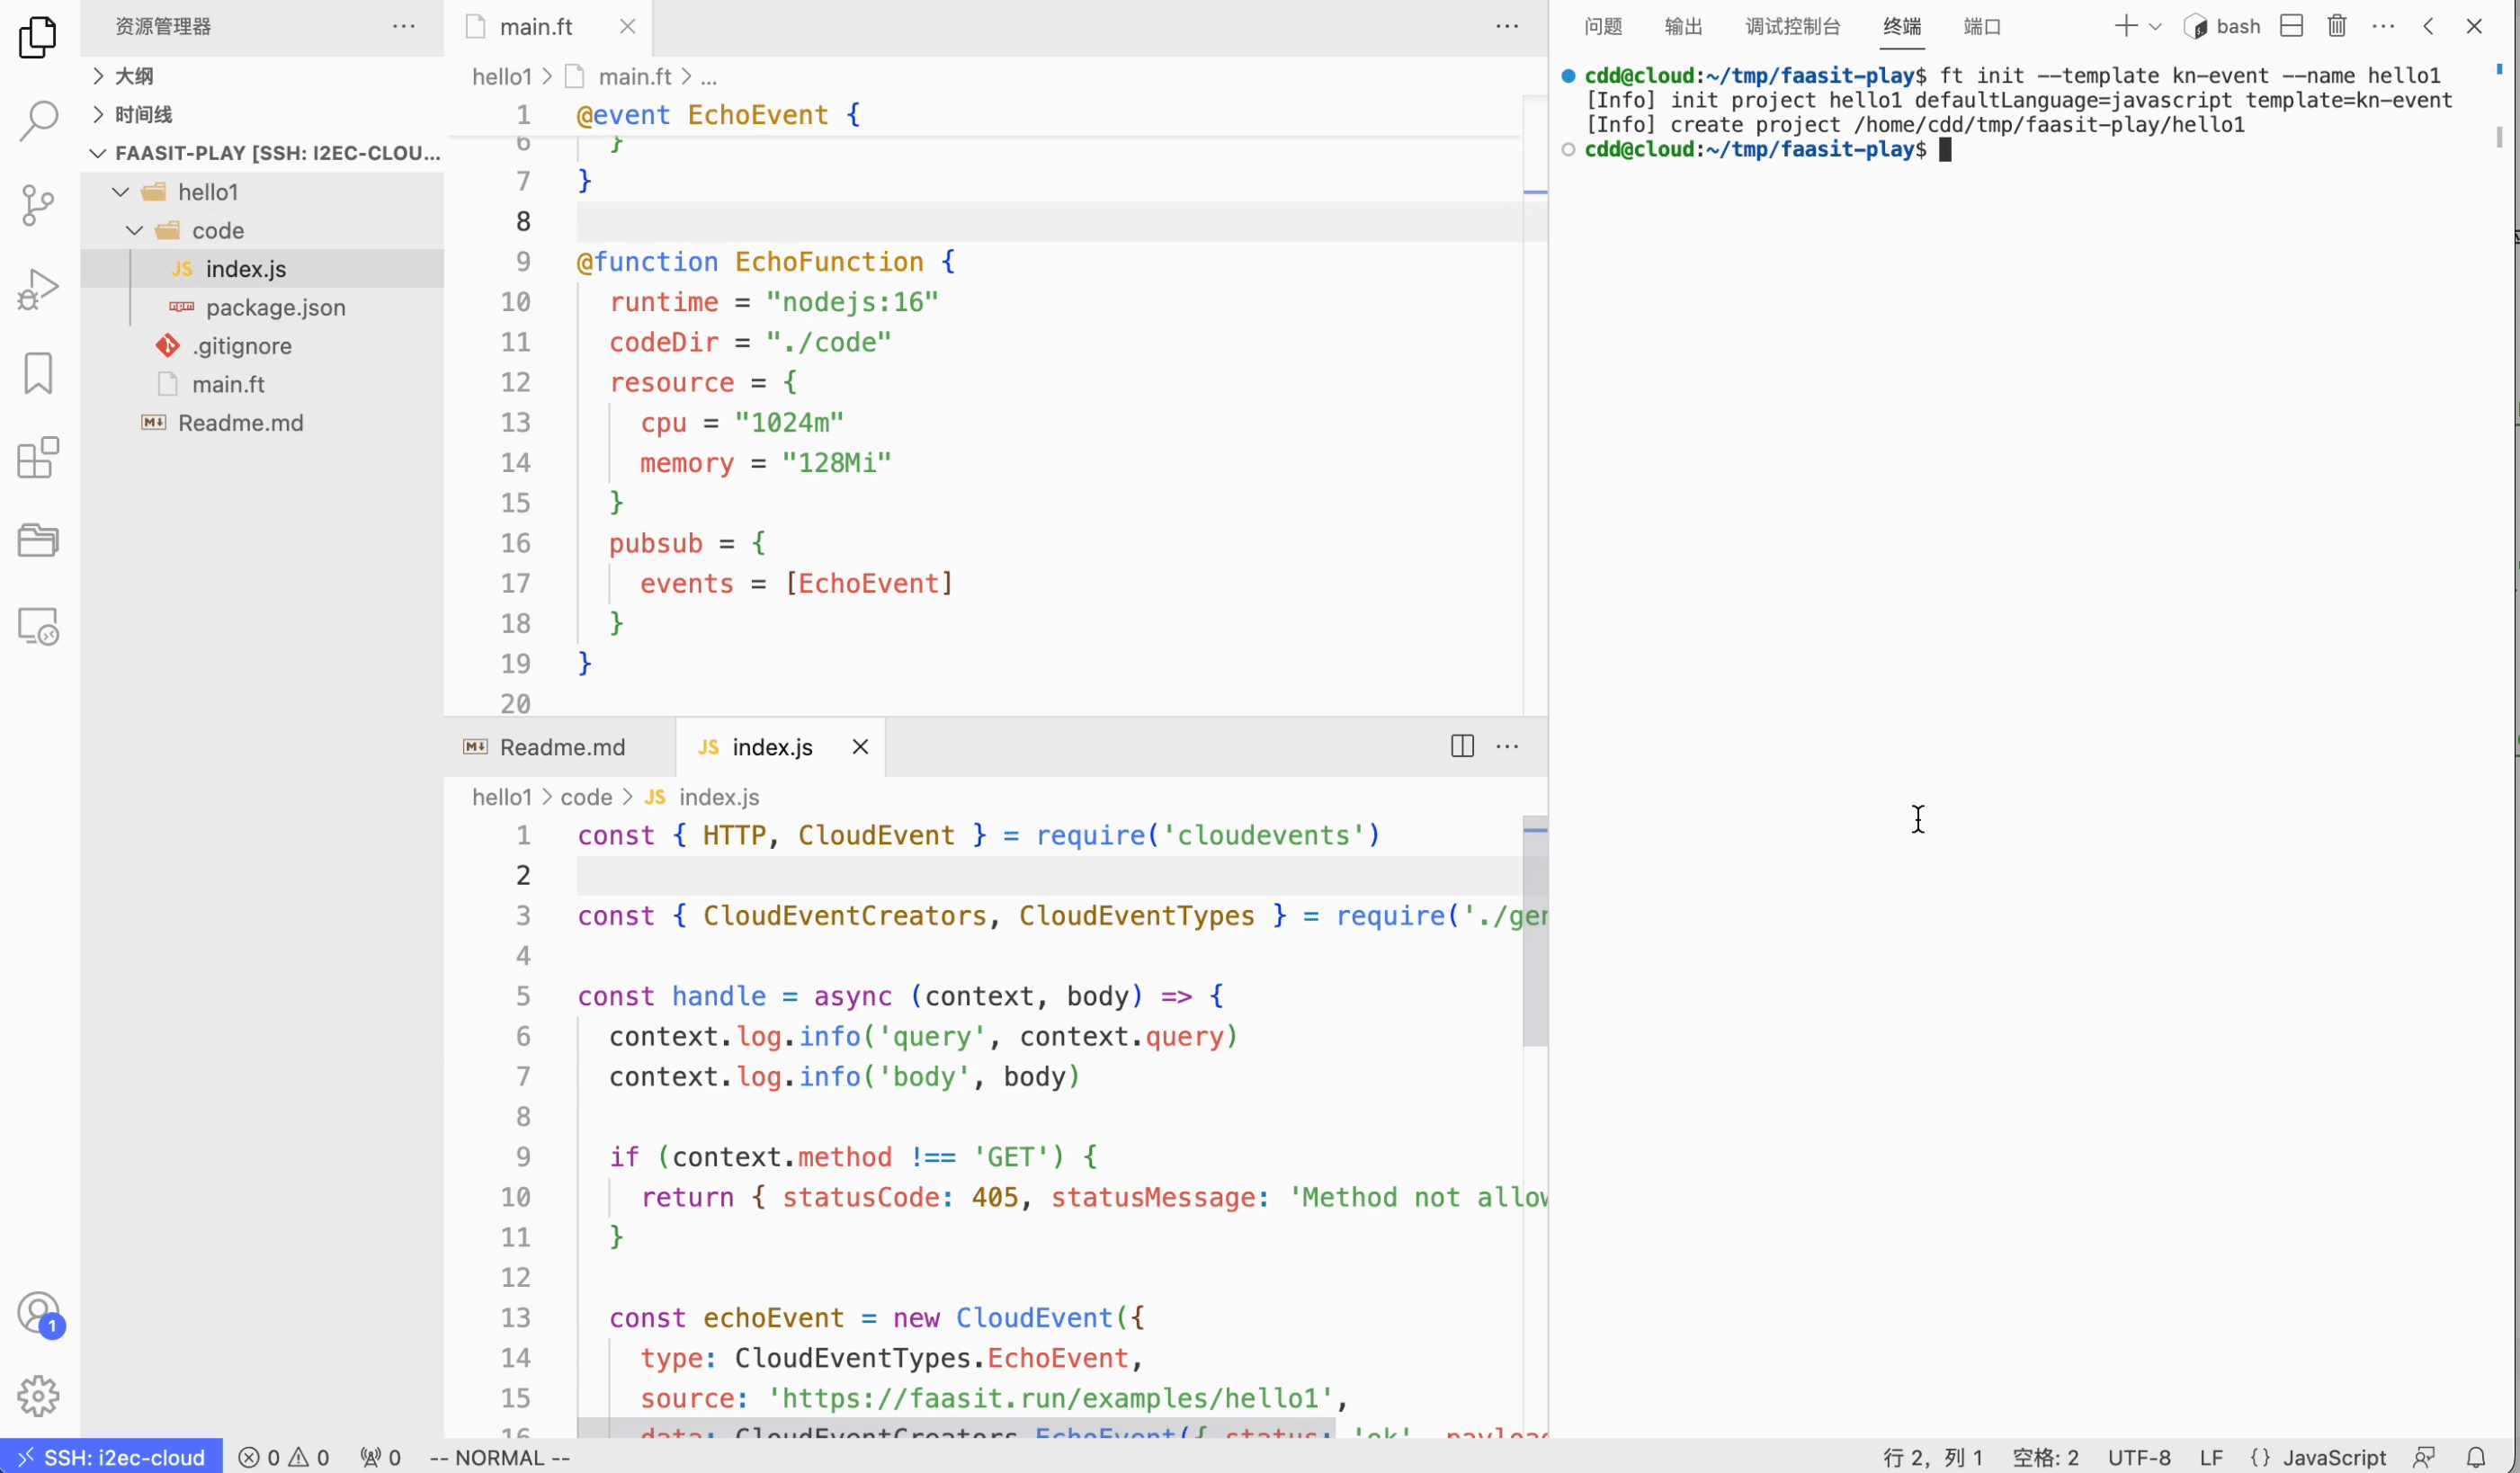 资源管理器
大纲
时间线
FAASIT-PLAY [SSH: I2EC-CLOU...
hello1
code
JS index.js
package.json
.gitignore
main.ft
Readme.md
1
main.ft
hello1 > main.ft > ...
1 @event EchoEvent {
6 }
7 }
8
9 @function EchoFunction {
10 runtime = "nodejs:16"
11 codeDir = "./code"
12 resource = {
13 cpu = "1024m"
14 memory = "128Mi"
15 }
16 pubsub = {
17 events = [EchoEvent]
18 }
19 }
20
Readme.md
JS index.js
hello1 > code > JS index.js
1 const { HTTP, CloudEvent } = require('cloudevents')
2
3 const { CloudEventCreators, CloudEventTypes } = require('./gen
4
5 const handle = async (context, body) => {
6 context.log.info('query', context.query)
7 context.log.info('body', body)
8
9 if (context.method !== 'GET') {
10 return { statusCode: 405, statusMessage: 'Method not allow
11 }
12
13 const echoEvent = new CloudEvent({
14 type: CloudEventTypes.EchoEvent,
15 source: 'https://faasit.run/examples/hello1',
16 data: CloudEventCreators.EchoEvent({ status: 'ok', payload
问题 输出 调试控制台 终端 端口
bash
cdd@cloud:~/tmp/faasit-play$ ft init --template kn-event --name hello1
[Info] init project hello1 defaultLanguage=javascript template=kn-event
[Info] create project /home/cdd/tmp/faasit-play/hello1
cdd@cloud:~/tmp/faasit-play$
SSH: i2ec-cloud 0 0 0 -- NORMAL -- 行 2, 列 1 空格: 2 UTF-8 LF {} JavaScript